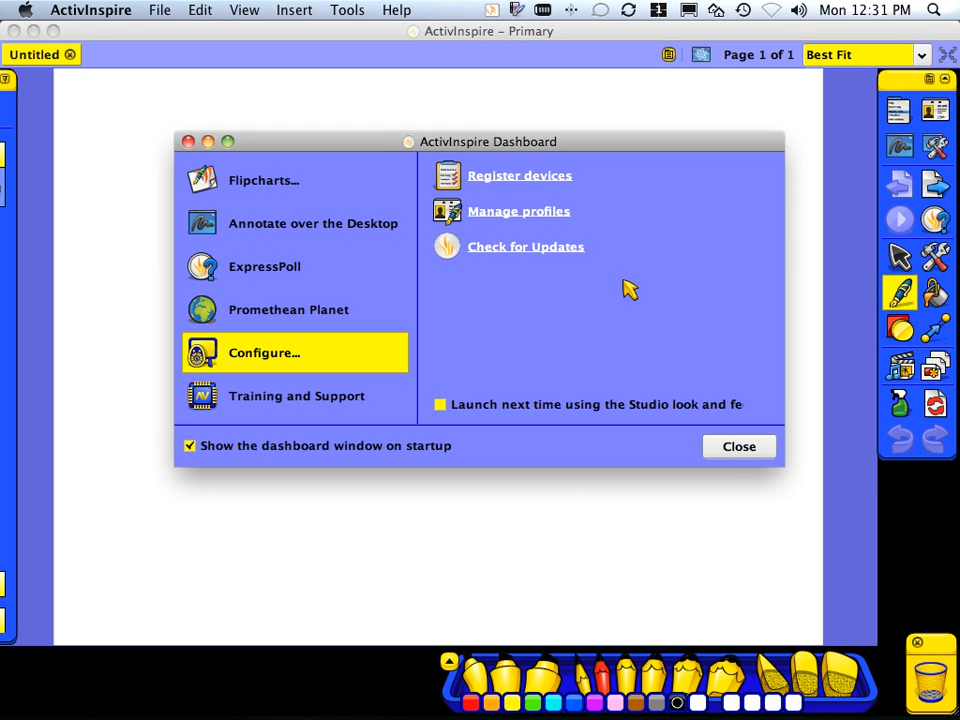 ActivInspire File Edit View Insert Tools Help Mon 12:31 PM
ActivInspire – Primary
Untitled Page 1 of 1 Best Fit
ActivInspire Dashboard
Flipcharts...
Annotate over the Desktop
ExpressPoll
Promethean Planet
Configure...
Training and Support
Register devices
Manage profiles
Check for Updates
Launch next time using the Studio look and fe
Show the dashboard window on startup
Close